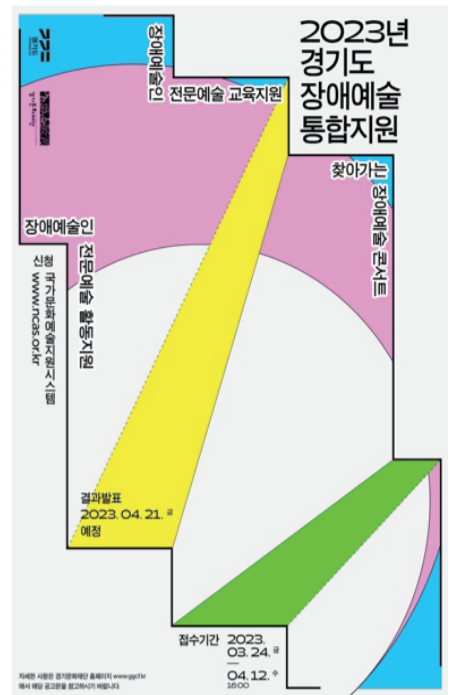 2023년
경기도
장애예술
통합지원
장애예술인
전문예술 교육지원
찾아가는
장애예술 콘서트
경기도
장애예술인
전문예술 활동지원
신청 국가문화예술지원시스템
www.ncas.or.kr
결과발표
2023. 04. 21. 금
예정
접수기간
2023.
03. 24. 금
—
04. 12. 수
18:00
자세한 사항은 경기문화재단 홈페이지 www.ggcf.kr
에서 해당 공고문을 참고하시기 바랍니다.